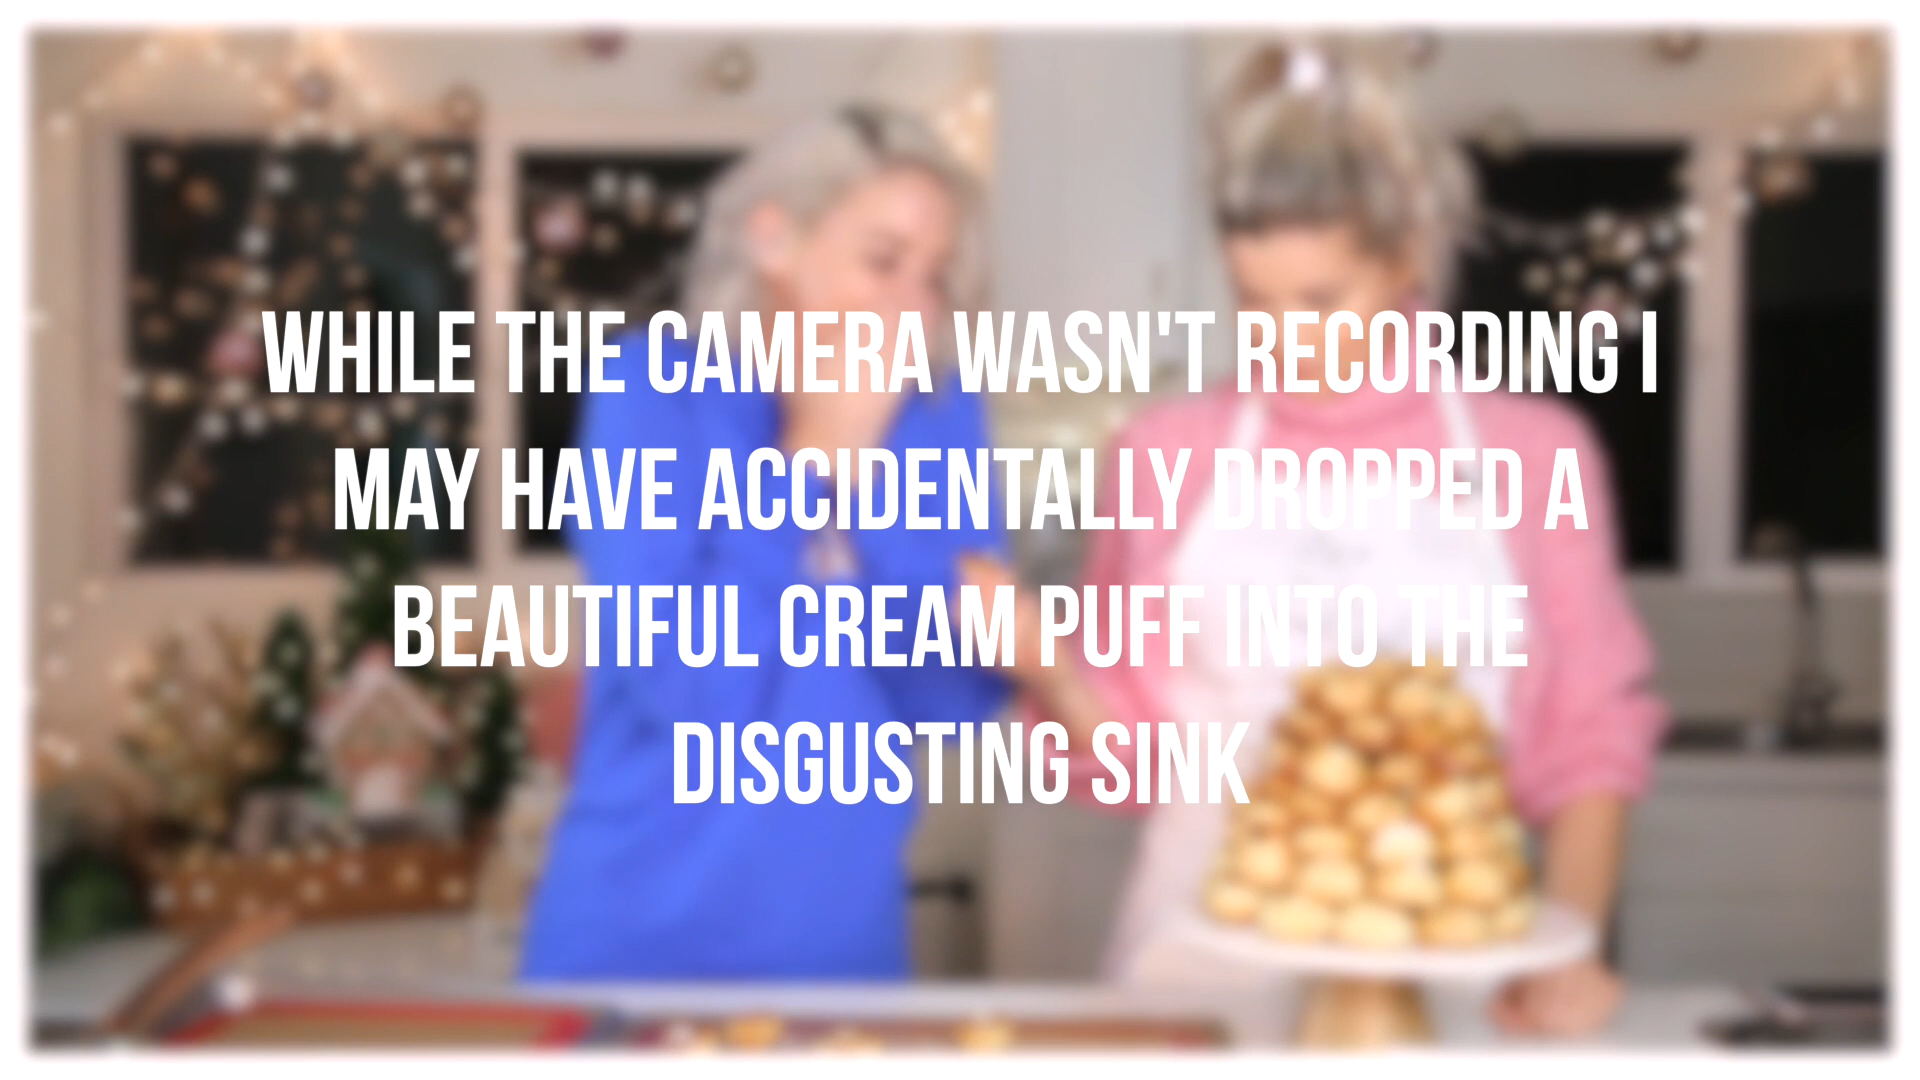 WHILE THE CAMERA WASN'T RECORDING I
MAY HAVE ACCIDENTALLY DROPPED A
BEAUTIFUL CREAM PUFF INTO THE
DISGUSTING SINK